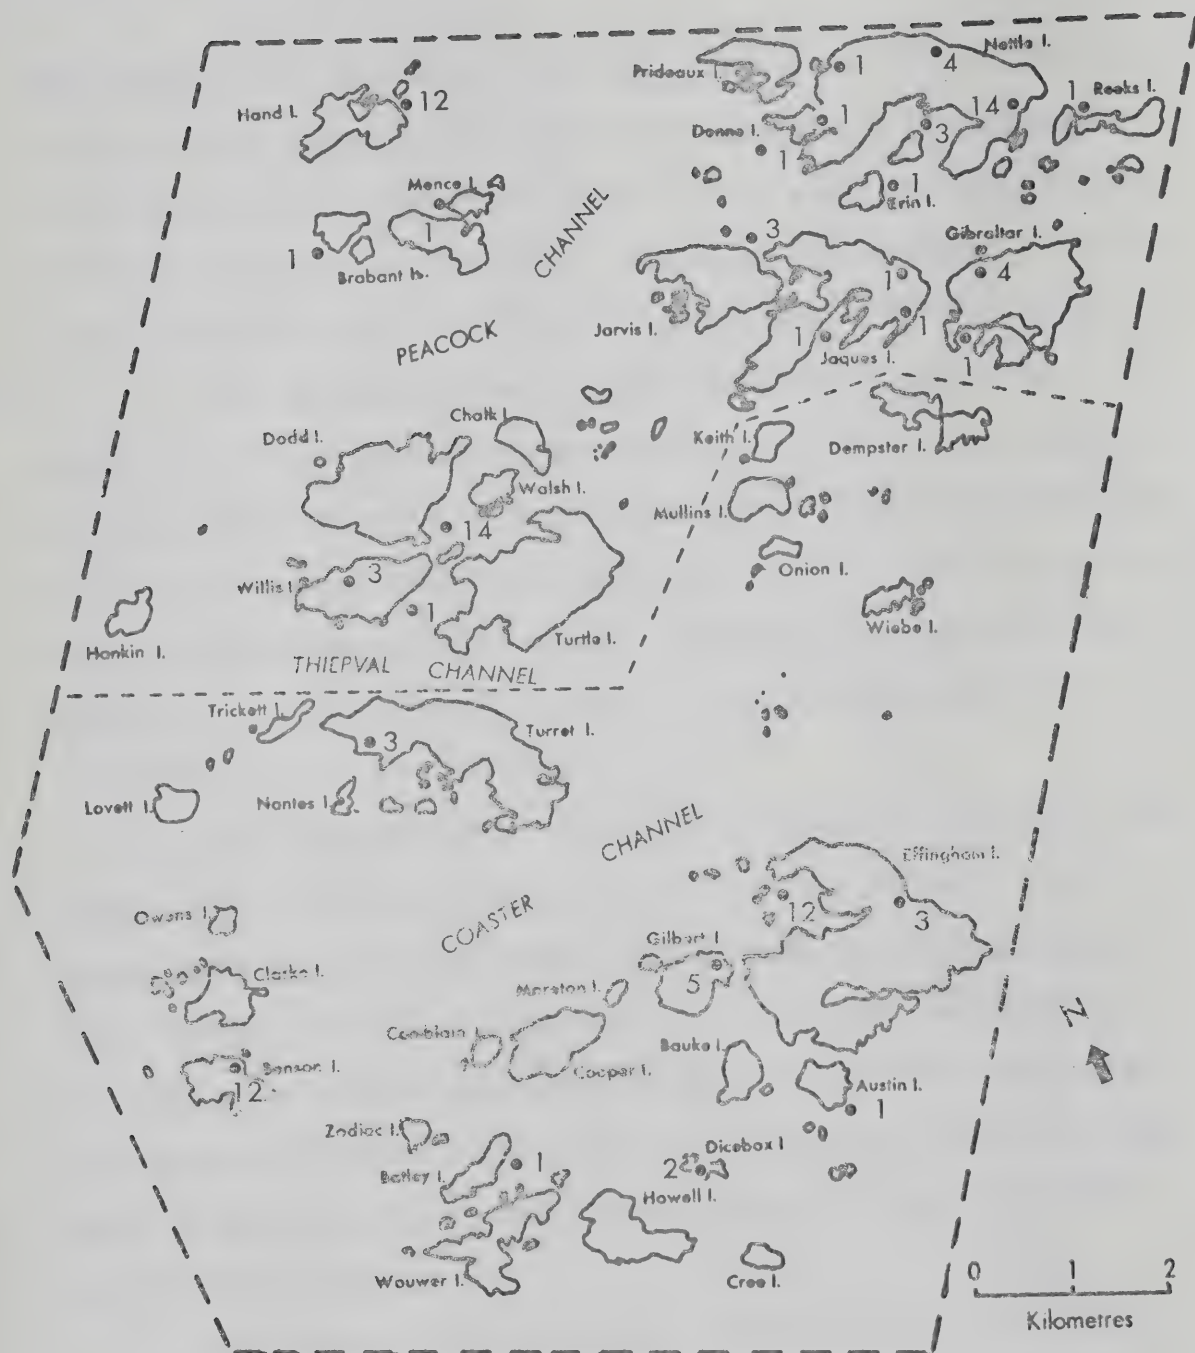 Nettle I.
Prideaux I.
1
4
Hand I.
12
14
1
Reeks I.
Donne I.
1
3
1
Mence I.
1
Erin I.
CHANNEL
Gibraltar I.
3
1
1
Brabant Is.
1
4
Jarvis I.
PEACOCK
1
1
Jaques I.
1
Chalk I.
Dodd I.
Keith I.
Dempster I.
Walsh I.
Mullins I.
14
Onion I.
Willis I.
3
1
Wiebe I.
Hankin I.
Turtle I.
THIEPVAL CHANNEL
Trickett I.
3
Turret I.
Lovett I.
Nantes I.
CHANNEL
Effingham I.
Owens I.
12
3
COASTER
Gilbert I.
Clarke I.
5
Moreton I.
N
Camblain I.
Bauke I.
Benson I.
Cooper I.
12
Austin I.
1
Zodiac I.
Dicebox I.
Batley I.
1
2
Howell I.
Wouwer I.
Cree I.
0 1 2
Kilometres